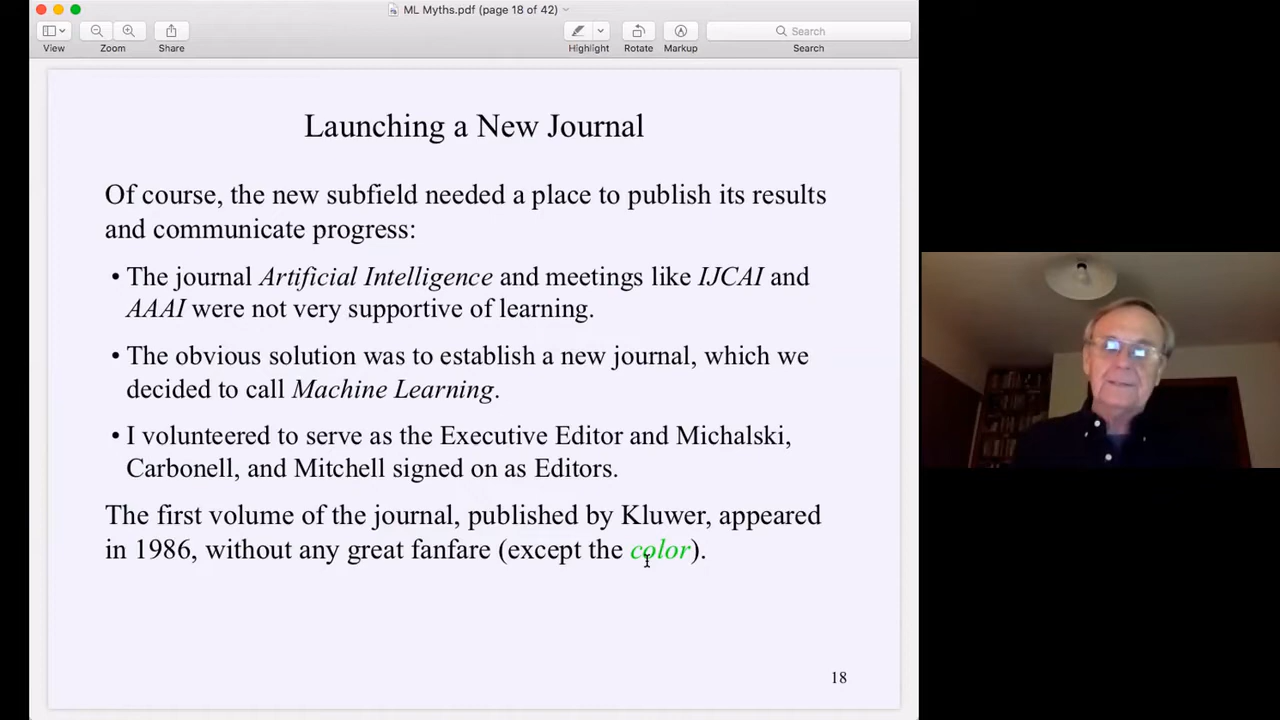 ML Myths.pdf (page 18 of 42)
View
Zoom
Share
Highlight
Rotate
Markup
Search
Search
Launching a New Journal
Of course, the new subfield needed a place to publish its results
and communicate progress:
• The journal Artificial Intelligence and meetings like IJCAI and
AAAI were not very supportive of learning.
• The obvious solution was to establish a new journal, which we
decided to call Machine Learning.
• I volunteered to serve as the Executive Editor and Michalski,
Carbonell, and Mitchell signed on as Editors.
The first volume of the journal, published by Kluwer, appeared
in 1986, without any great fanfare (except the color).
18